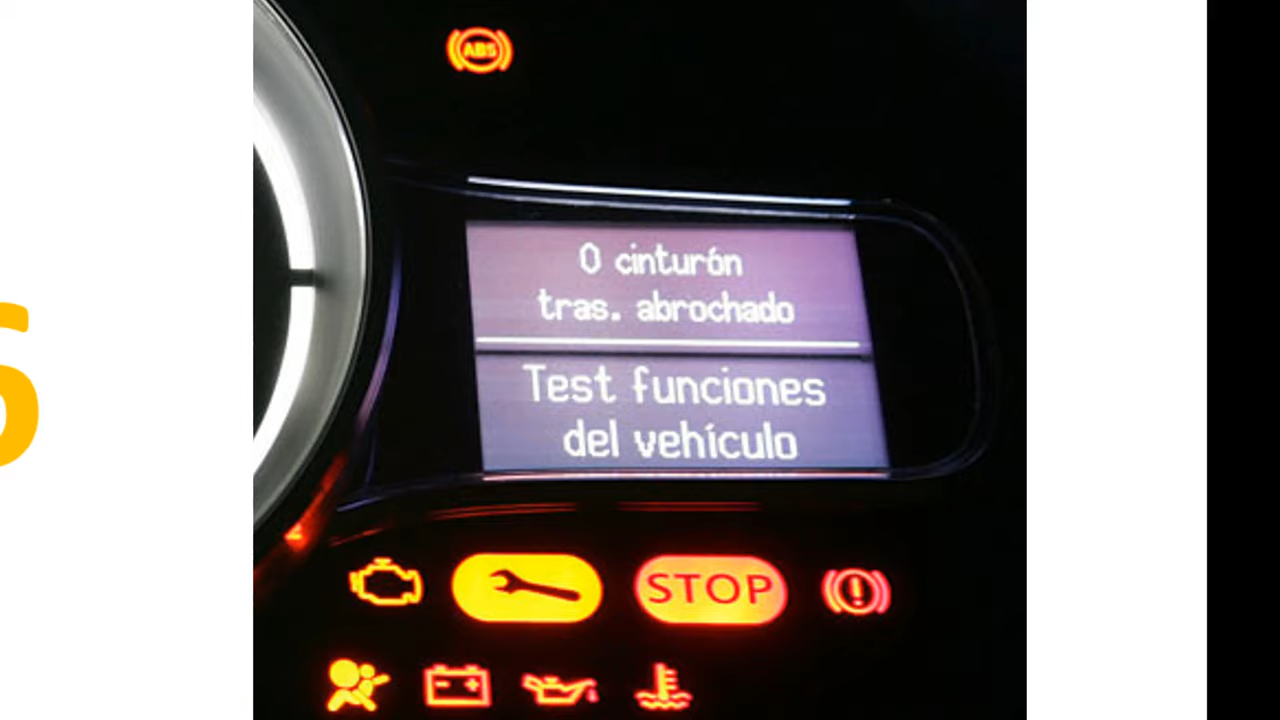 ABS
0 cinturón
tras. abrochado
Test funciones
del vehículo
STOP